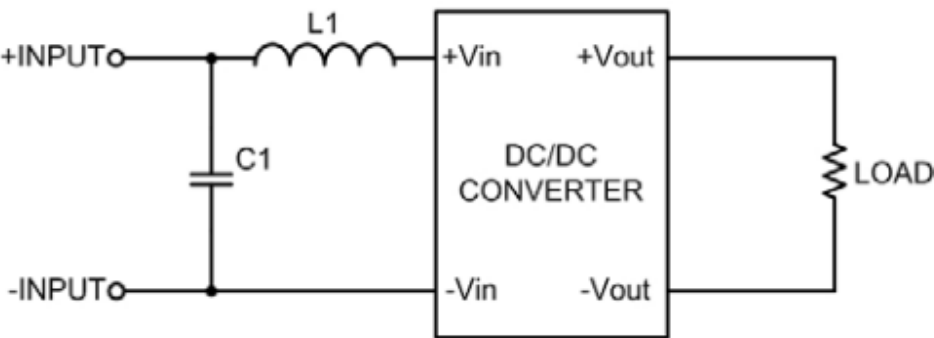 L1
+INPUT
+Vin
+Vout
C1
DC/DC
CONVERTER
LOAD
-INPUT
-Vin
-Vout